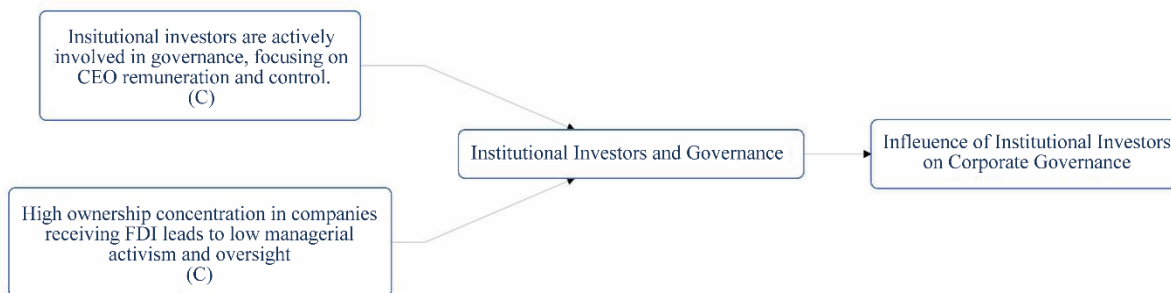 Insitutional investors are actively
involved in governance, focusing on
CEO remuneration and control.
(C)
High ownership concentration in companies
receiving FDI leads to low managerial
activism and oversight
(C)
Institutional Investors and Governance
Infleuence of Institutional Investors
on Corporate Governance